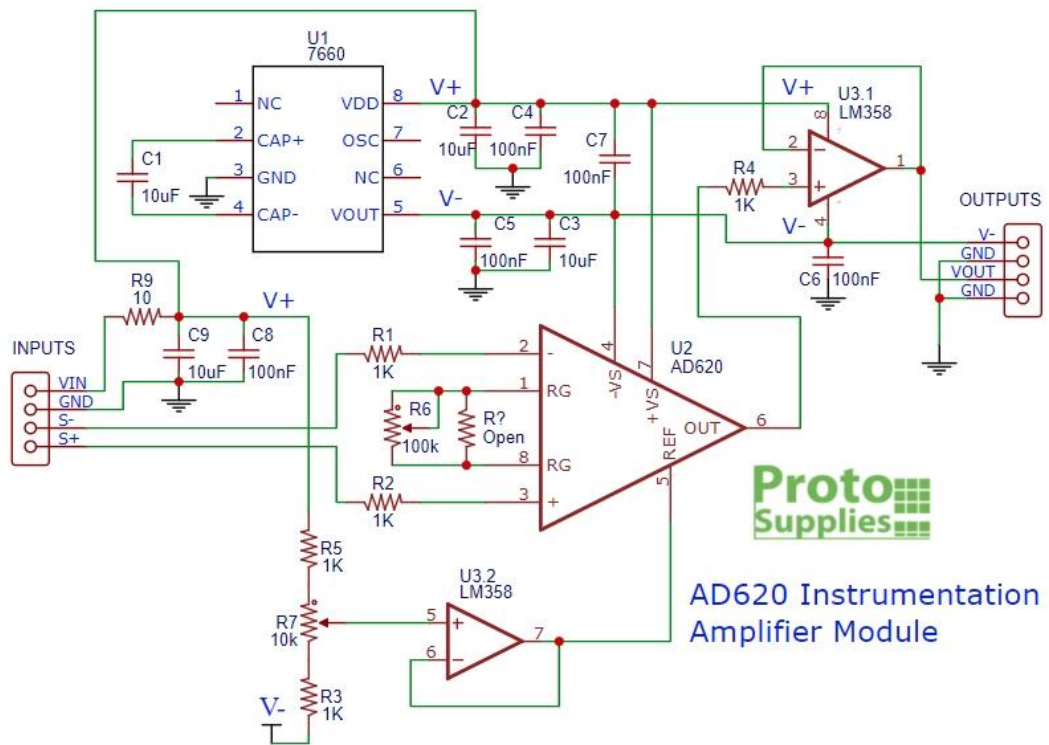 U1
7660
1 NC VDD 8
2 CAP+ OSC 7
3 GND NC 6
4 CAP- VOUT 5
C1
10uF
V+
C2
10uF
C4
100nF
C7
100nF
V-
C5
100nF
C3
10uF
V+
U3.1
LM358
8
2 -
3 +
1
4
R4
1K
V-
C6 100nF
OUTPUTS
V-
GND
VOUT
GND
R9
10
V+
C9
10uF
C8
100nF
INPUTS
VIN
GND
S-
S+
R1
1K
R6
100k
R?
Open
R2
1K
2 -
1 RG
8 RG
3 +
4
-VS
7
+VS
U2
AD620
OUT 6
REF
5
Proto
Supplies
R5
1K
R7
10k
R3
1K
V-
U3.2
LM358
5 +
6 -
7
AD620 Instrumentation
Amplifier Module